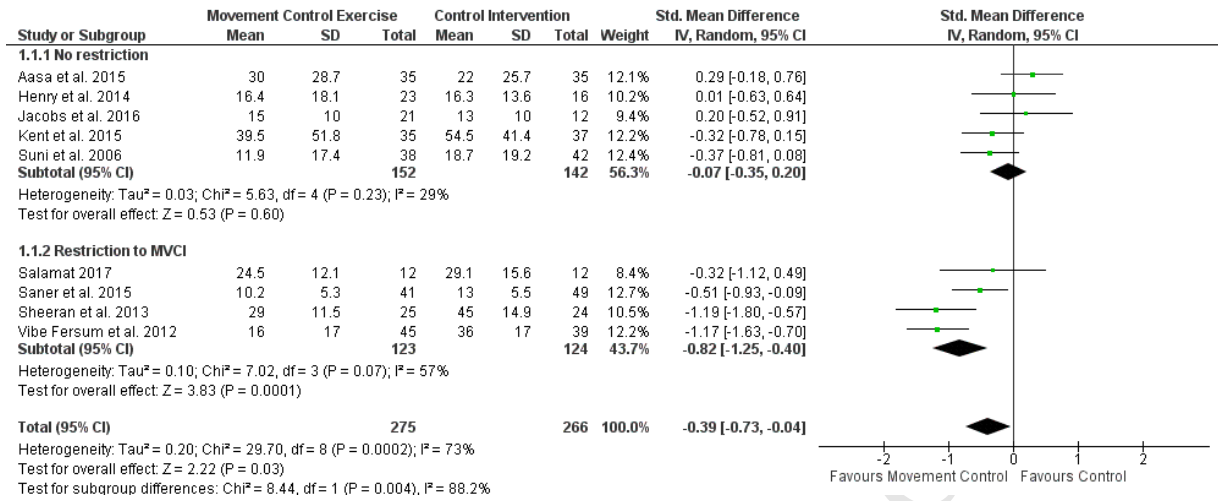 Movement Control Exercise Control Intervention Std. Mean Difference Std. Mean Difference
Study or Subgroup Mean SD Total Mean SD Total Weight IV, Random, 95% CI IV, Random, 95% CI
1.1.1 No restriction
Aasa et al. 2015 30 28.7 35 22 25.7 35 12.1% 0.29 [-0.18, 0.76]
Henry et al. 2014 16.4 18.1 23 16.3 13.6 16 10.2% 0.01 [-0.63, 0.64]
Jacobs et al. 2016 15 10 21 13 10 12 9.4% 0.20 [-0.52, 0.91]
Kent et al. 2015 39.5 51.8 35 54.5 41.4 37 12.2% -0.32 [-0.78, 0.15]
Suni et al. 2006 11.9 17.4 38 18.7 19.2 42 12.4% -0.37 [-0.81, 0.08]
Subtotal (95% CI) 152 142 56.3% -0.07 [-0.35, 0.20]
Heterogeneity: Tau² = 0.03; Chi² = 5.63, df = 4 (P = 0.23); I² = 29%
Test for overall effect: Z = 0.53 (P = 0.60)
1.1.2 Restriction to MVCI
Salamat 2017 24.5 12.1 12 29.1 15.6 12 8.4% -0.32 [-1.12, 0.49]
Saner et al. 2015 10.2 5.3 41 13 5.5 49 12.7% -0.51 [-0.93, -0.09]
Sheeran et al. 2013 29 11.5 25 45 14.9 24 10.5% -1.19 [-1.80, -0.57]
Vibe Fersum et al. 2012 16 17 45 36 17 39 12.2% -1.17 [-1.63, -0.70]
Subtotal (95% CI) 123 124 43.7% -0.82 [-1.25, -0.40]
Heterogeneity: Tau² = 0.10; Chi² = 7.02, df = 3 (P = 0.07); I² = 57%
Test for overall effect: Z = 3.83 (P = 0.0001)
Total (95% CI) 275 266 100.0% -0.39 [-0.73, -0.04]
Heterogeneity: Tau² = 0.20; Chi² = 29.70, df = 8 (P = 0.0002); I² = 73%
Test for overall effect: Z = 2.22 (P = 0.03)
Test for subgroup differences: Chi² = 8.44, df = 1 (P = 0.004), I² = 88.2%
-2 -1 0 1 2
Favours Movement Control Favours Control